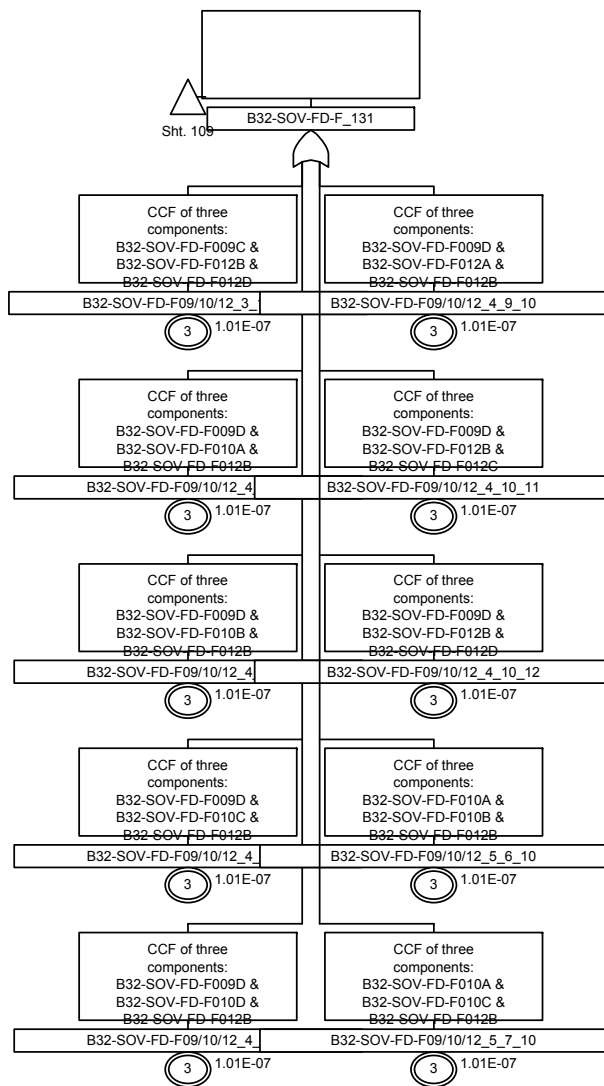 B32-SOV-FD-F_131
Sht. 109
CCF of three
components:
B32-SOV-FD-F009C &
B32-SOV-FD-F012B &
B32-SOV-FD-F012D
B32-SOV-FD-F09/10/12_3_
3
1.01E-07
CCF of three
components:
B32-SOV-FD-F009D &
B32-SOV-FD-F012A &
B32-SOV-FD-F012B
B32-SOV-FD-F09/10/12_4_9_10
3
1.01E-07
CCF of three
components:
B32-SOV-FD-F009D &
B32-SOV-FD-F010A &
B32-SOV-FD-F012B
B32-SOV-FD-F09/10/12_4_
3
1.01E-07
CCF of three
components:
B32-SOV-FD-F009D &
B32-SOV-FD-F012B &
B32-SOV-FD-F012C
B32-SOV-FD-F09/10/12_4_10_11
3
1.01E-07
CCF of three
components:
B32-SOV-FD-F009D &
B32-SOV-FD-F010B &
B32-SOV-FD-F012B
B32-SOV-FD-F09/10/12_4_
3
1.01E-07
CCF of three
components:
B32-SOV-FD-F009D &
B32-SOV-FD-F012B &
B32-SOV-FD-F012D
B32-SOV-FD-F09/10/12_4_10_12
3
1.01E-07
CCF of three
components:
B32-SOV-FD-F009D &
B32-SOV-FD-F010C &
B32-SOV-FD-F012B
B32-SOV-FD-F09/10/12_4_
3
1.01E-07
CCF of three
components:
B32-SOV-FD-F010A &
B32-SOV-FD-F010B &
B32-SOV-FD-F012B
B32-SOV-FD-F09/10/12_5_6_10
3
1.01E-07
CCF of three
components:
B32-SOV-FD-F009D &
B32-SOV-FD-F010D &
B32-SOV-FD-F012B
B32-SOV-FD-F09/10/12_4_
3
1.01E-07
CCF of three
components:
B32-SOV-FD-F010A &
B32-SOV-FD-F010C &
B32-SOV-FD-F012B
B32-SOV-FD-F09/10/12_5_7_10
3
1.01E-07